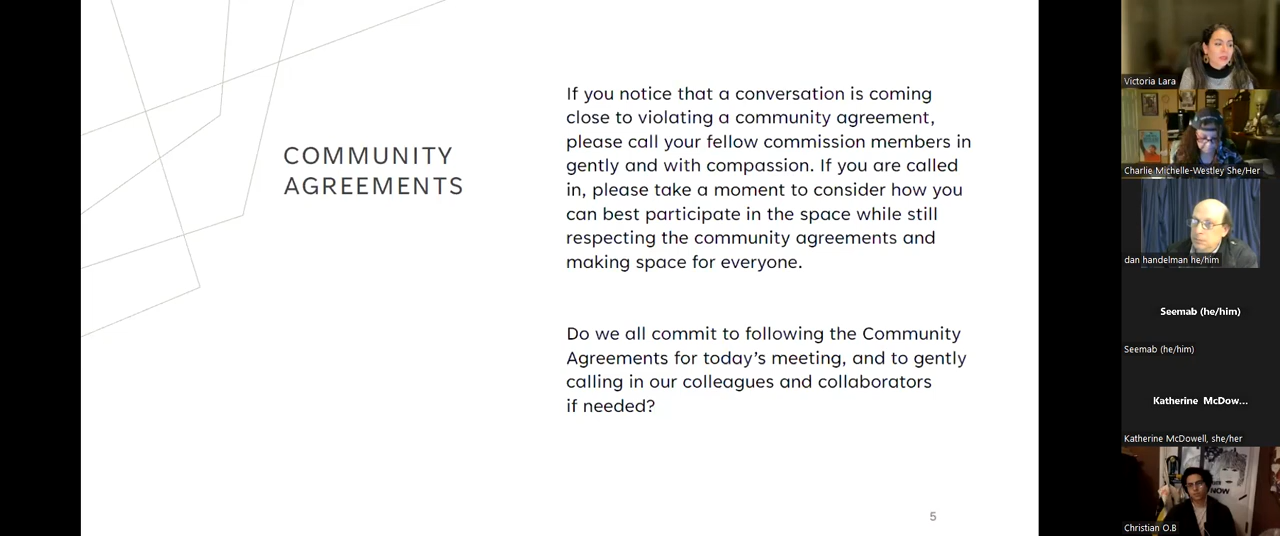 COMMUNITY
AGREEMENTS
If you notice that a conversation is coming
close to violating a community agreement,
please call your fellow commission members in
gently and with compassion. If you are called
in, please take a moment to consider how you
can best participate in the space while still
respecting the community agreements and
making space for everyone.
Do we all commit to following the Community
Agreements for today’s meeting, and to gently
calling in our colleagues and collaborators
if needed?
5
Victoria Lara
Charlie Michelle-Westley She/Her
dan handelman he/him
Seemab (he/him)
Seemab (he/him)
Katherine McDow...
Katherine McDowell, she/her
NOW
Christian O.B